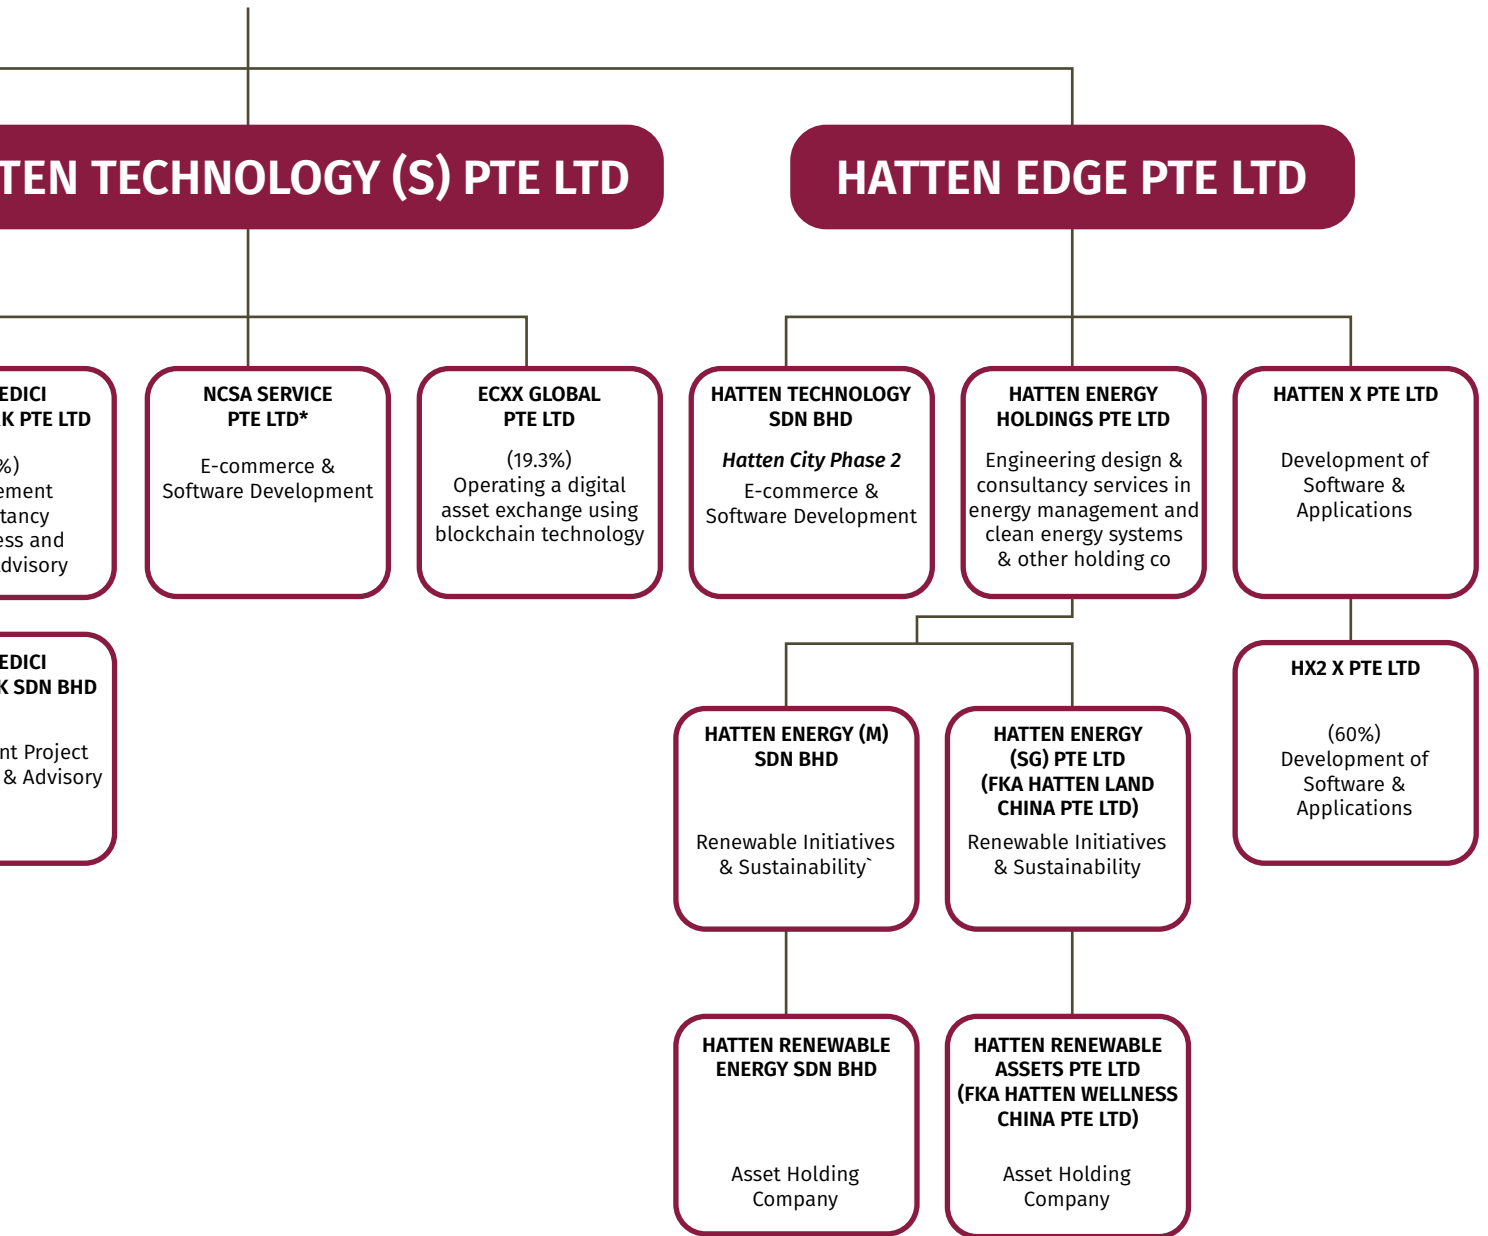 TEN TECHNOLOGY (S) PTE LTD
HATTEN EDGE PTE LTD
EDICI
K PTE LTD
%)
ement
tancy
ess and
dvisory
NCSA SERVICE
PTE LTD*
E-commerce &
Software Development
ECXX GLOBAL
PTE LTD
(19.3%)
Operating a digital
asset exchange using
blockchain technology
HATTEN TECHNOLOGY
SDN BHD
Hatten City Phase 2
E-commerce &
Software Development
HATTEN ENERGY
HOLDINGS PTE LTD
Engineering design &
consultancy services in
energy management and
clean energy systems
& other holding co
HATTEN X PTE LTD
Development of
Software &
Applications
EDICI
K SDN BHD
nt Project
& Advisory
HATTEN ENERGY (M)
SDN BHD
Renewable Initiatives
& Sustainability`
HATTEN ENERGY
(SG) PTE LTD
(FKA HATTEN LAND
CHINA PTE LTD)
Renewable Initiatives
& Sustainability
HX2 X PTE LTD
(60%)
Development of
Software &
Applications
HATTEN RENEWABLE
ENERGY SDN BHD
Asset Holding
Company
HATTEN RENEWABLE
ASSETS PTE LTD
(FKA HATTEN WELLNESS
CHINA PTE LTD)
Asset Holding
Company